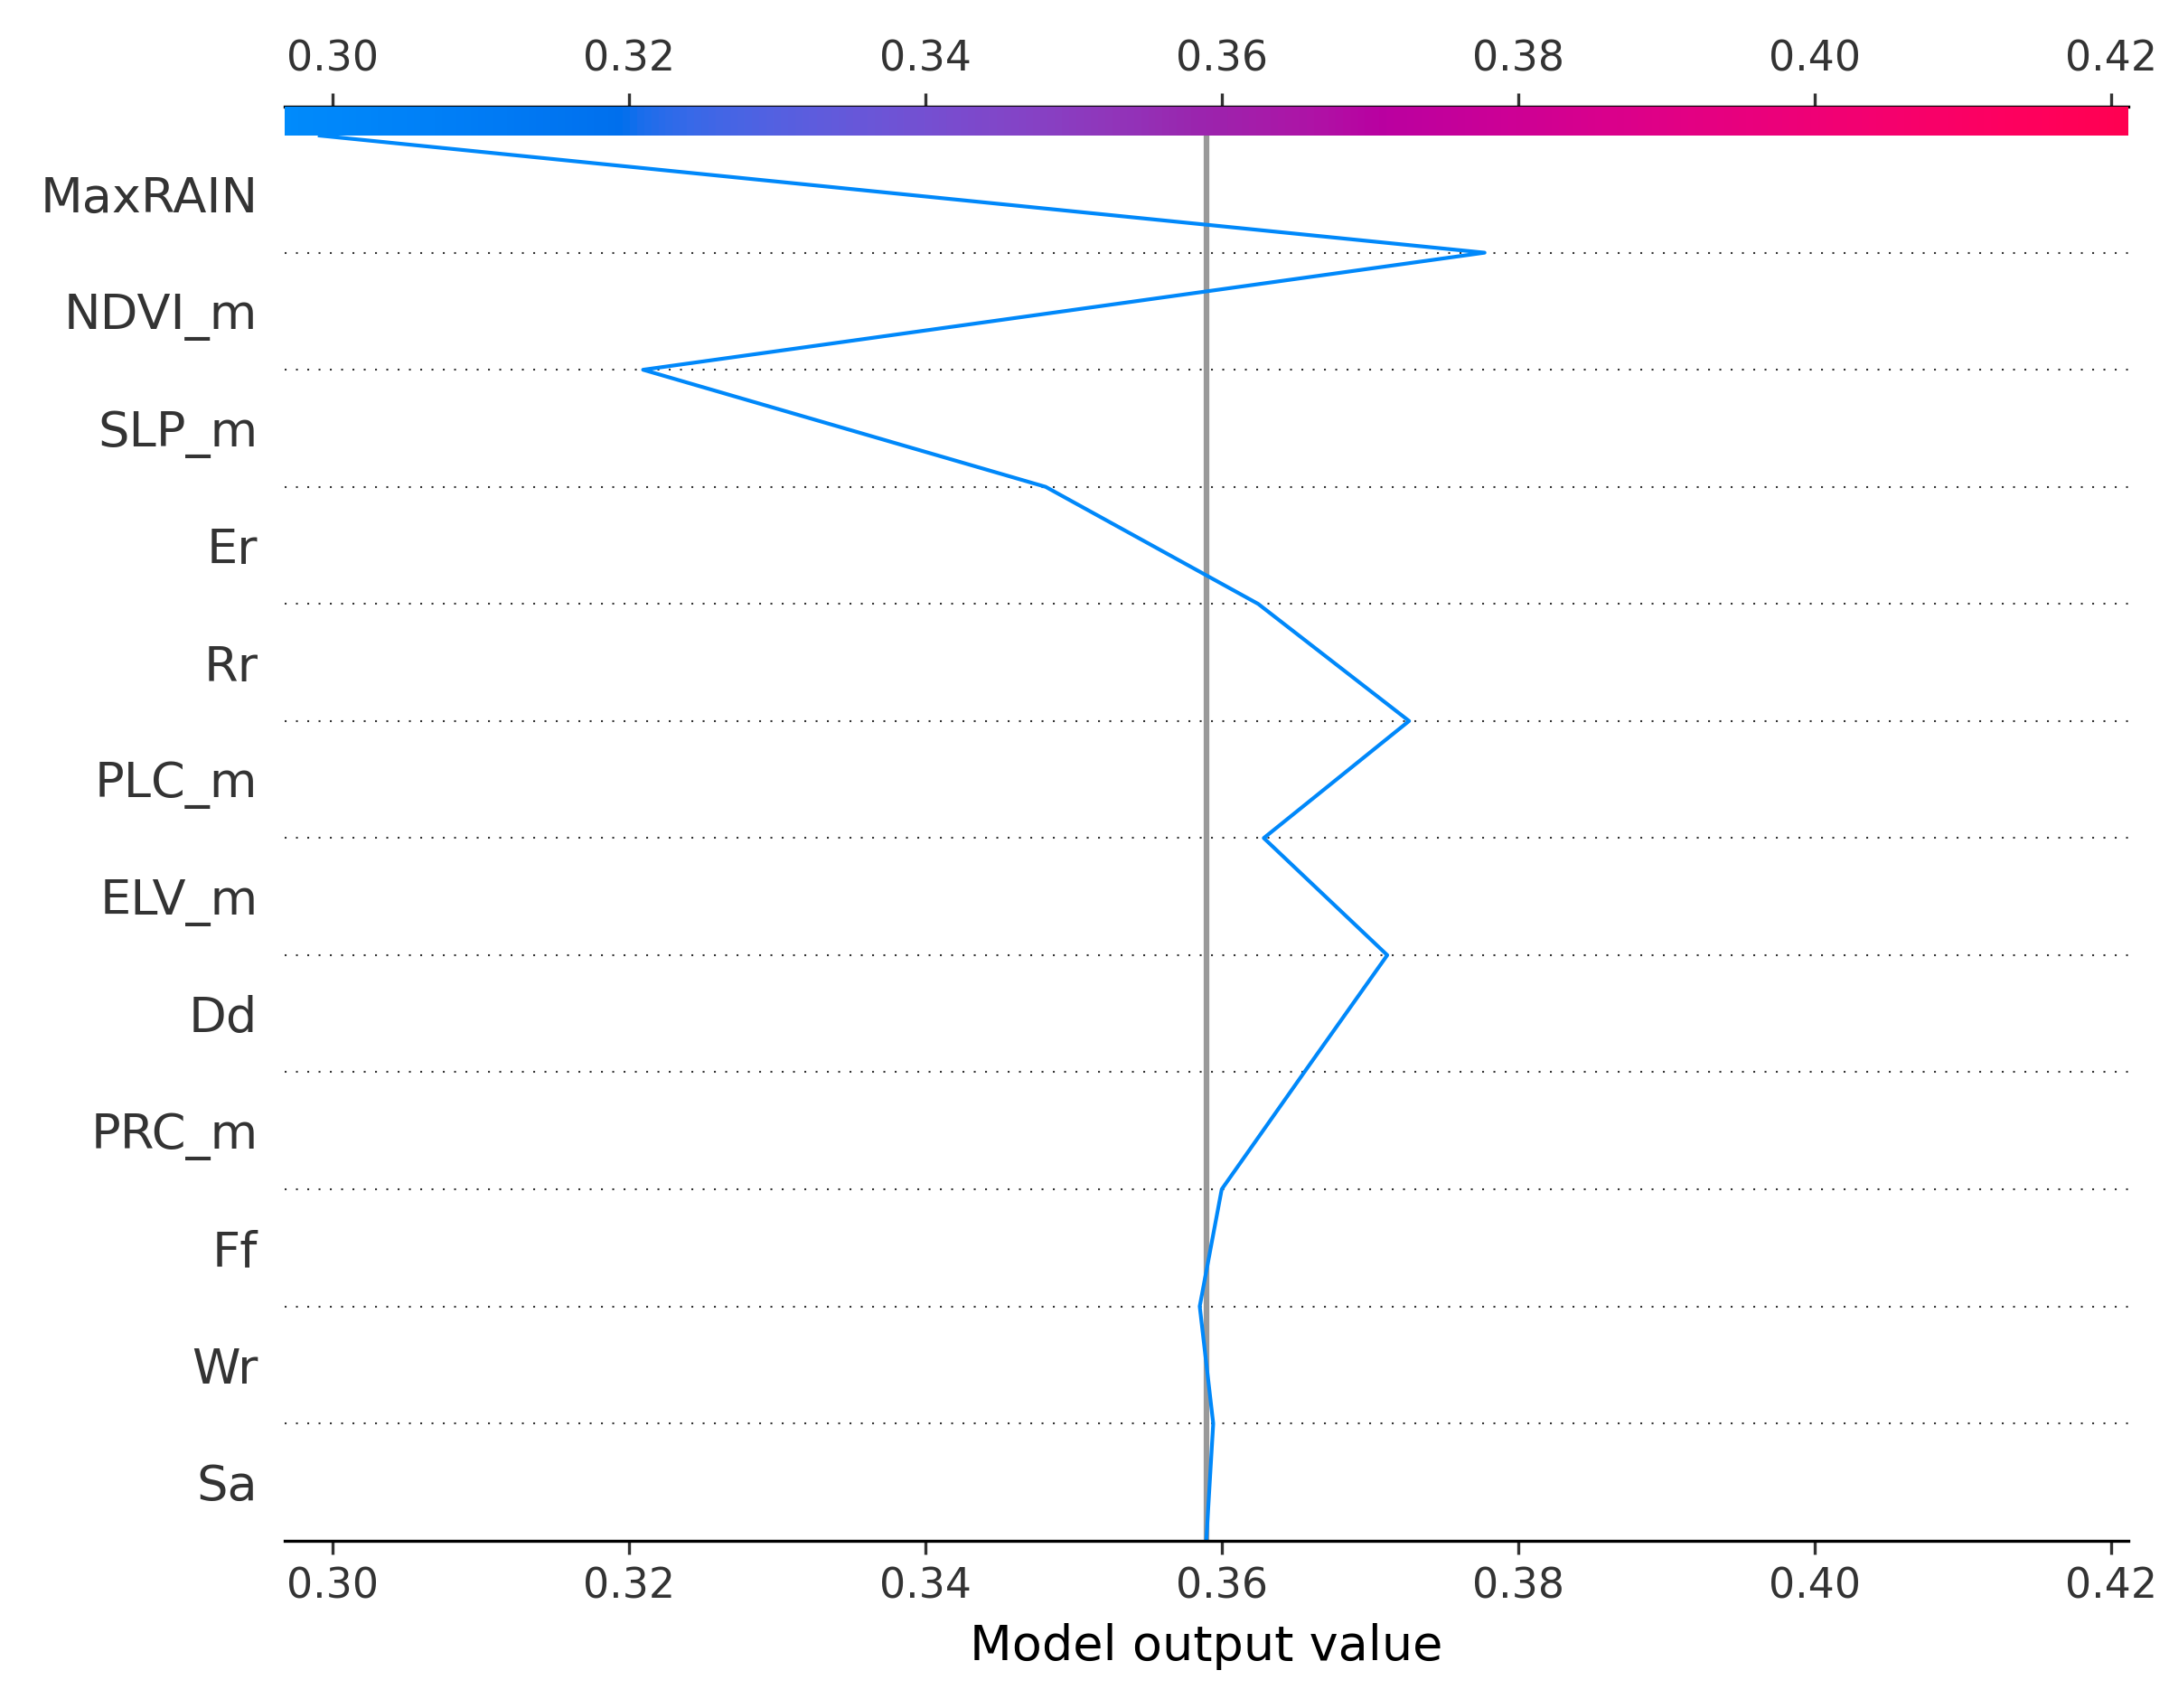 0.30 0.32 0.34 0.36 0.38 0.40 0.42
MaxRAIN
NDVI_m
SLP_m
Er
Rr
PLC_m
ELV_m
Dd
PRC_m
Ff
Wr
Sa
0.30 0.32 0.34 0.36 0.38 0.40 0.42
Model output value